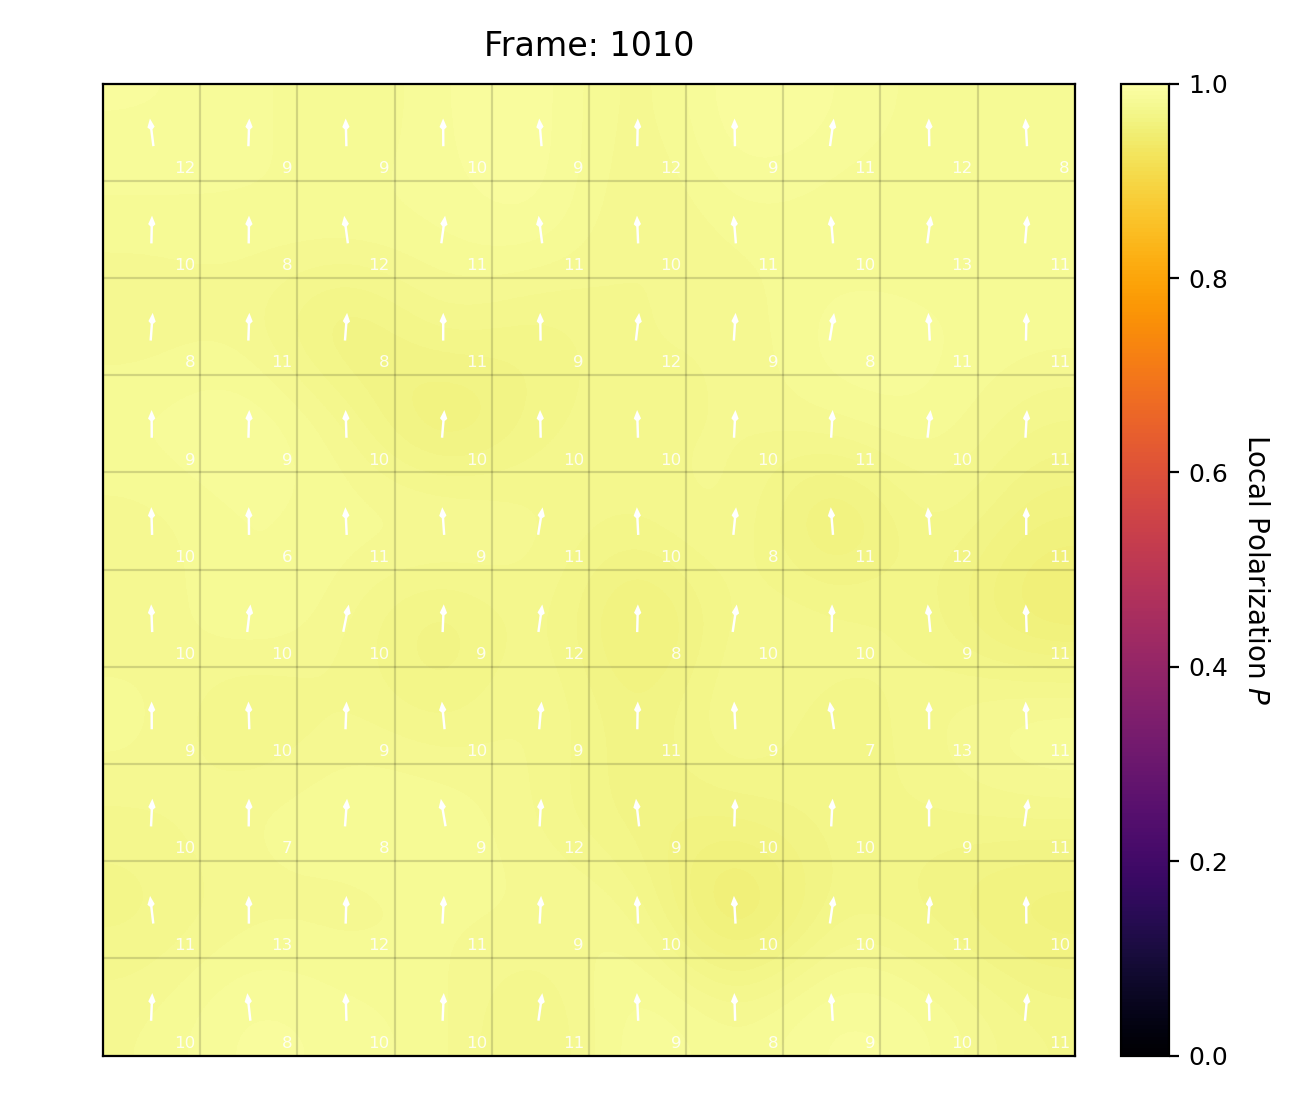 Frame: 1010
12 9 9 10 9 12 9 11 12 8
10 8 12 11 11 10 11 10 13 11
8 11 8 11 9 12 9 8 11 11
9 9 10 10 10 10 10 11 10 11
10 6 11 9 11 10 8 11 12 11
10 10 10 9 12 8 10 10 9 11
9 10 9 10 9 11 9 7 13 11
10 7 8 9 12 9 10 10 9 11
11 13 12 11 9 10 10 10 11 10
10 8 10 10 11 9 8 9 10 11
1.0
0.8
0.6
0.4
0.2
0.0
Local Polarization P